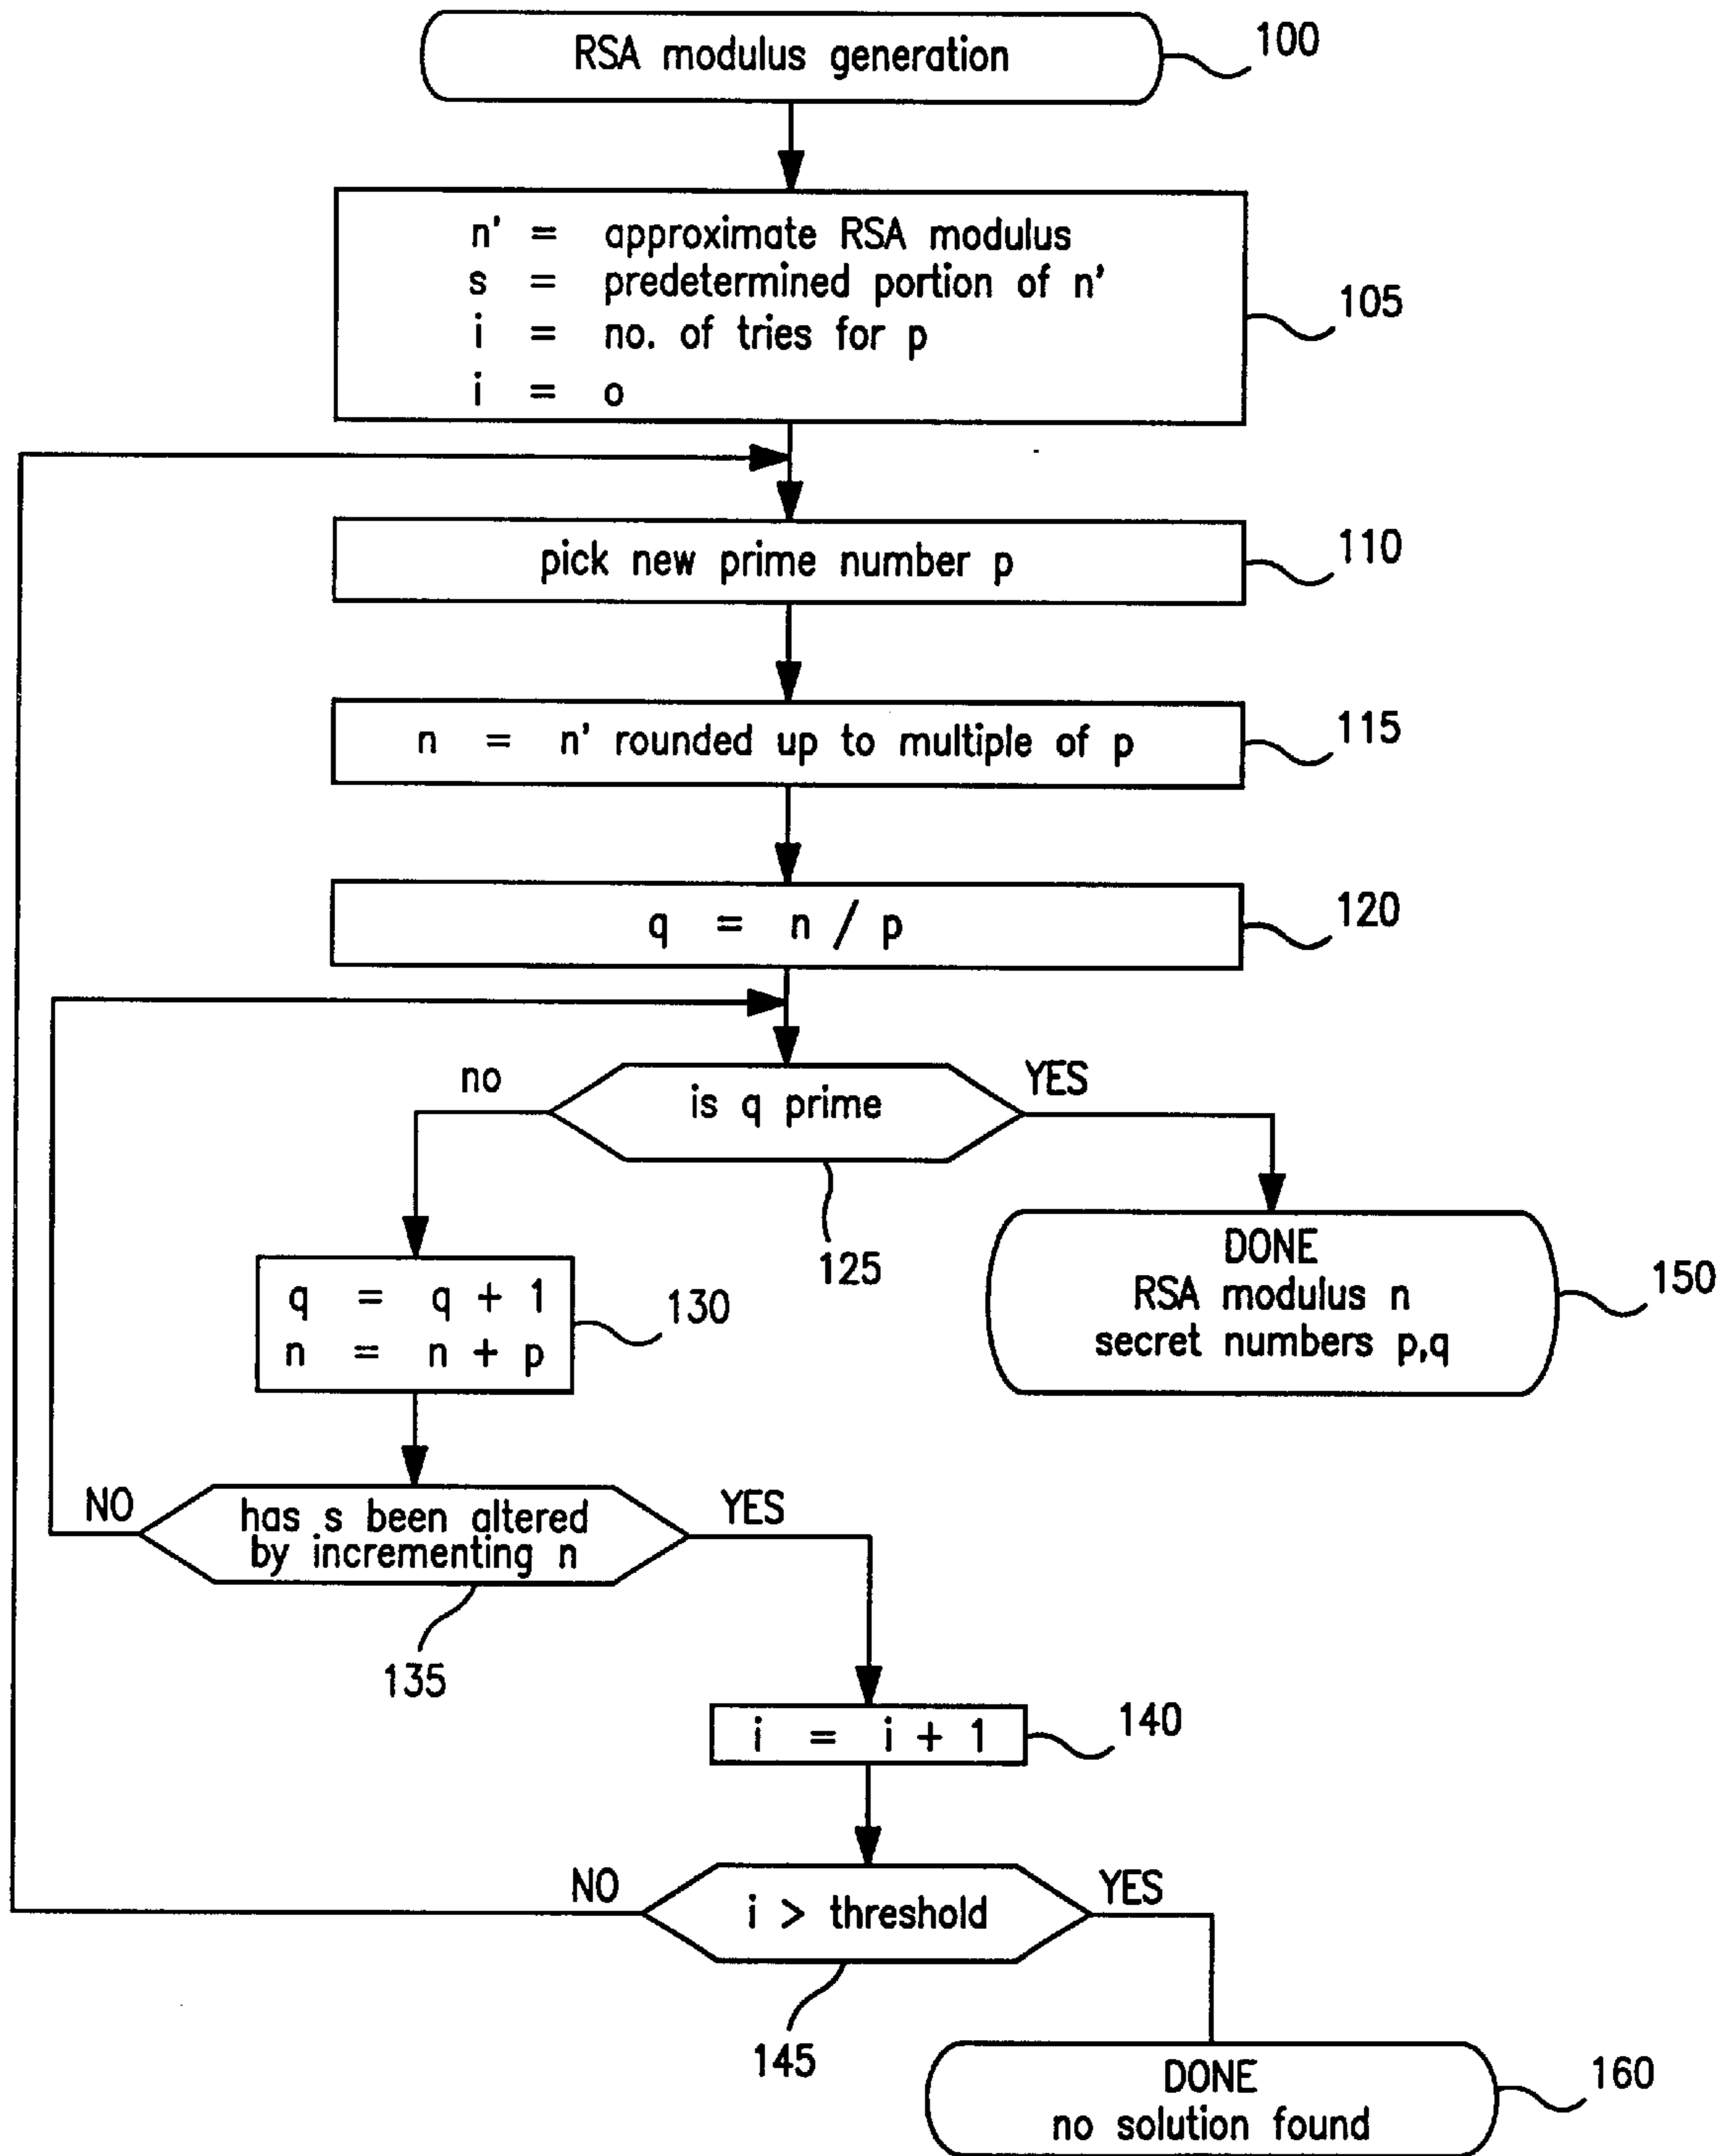 RSA modulus generation
100
n' = approximate RSA modulus
s = predetermined portion of n'
i = no. of tries for p
i = o
105
pick new prime number p
110
n = n' rounded up to multiple of p
115
q = n / p
120
no
is q prime
YES
125
q = q + 1
n = n + p
130
DONE
RSA modulus n
secret numbers p,q
150
NO
has s been altered
by incrementing n
YES
135
i = i + 1
140
NO
i > threshold
YES
145
DONE
no solution found
160